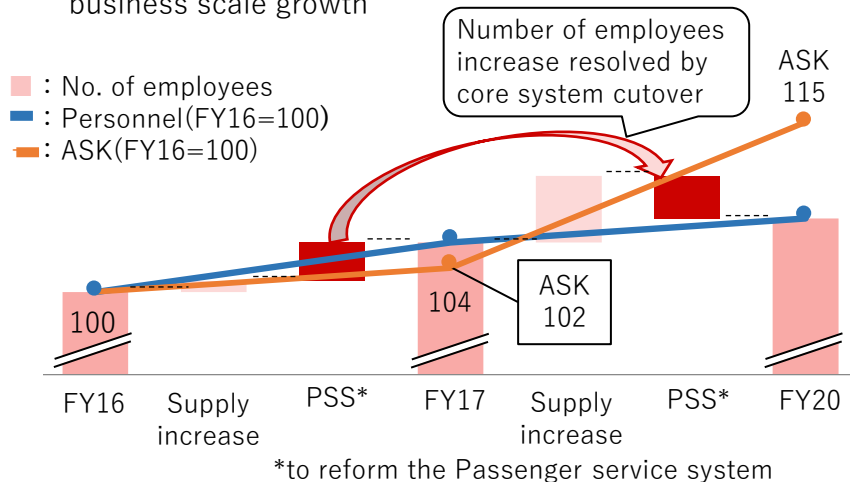 business scale growth
Number of employees
increase resolved by
core system cutover
ASK
115
: No. of employees
: Personnel(FY16=100)
: ASK(FY16=100)
100
104
ASK
102
FY16
Supply
increase
PSS*
FY17
Supply
increase
PSS*
FY20
*to reform the Passenger service system